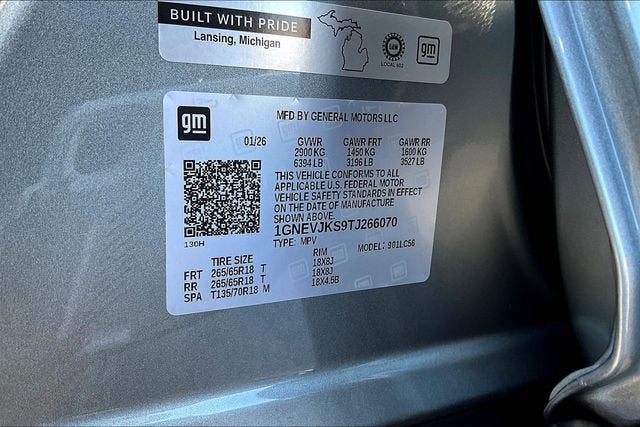 BUILT WITH PRIDE
Lansing, Michigan
UAW
LOCAL 602
gm
gm
MFD BY GENERAL MOTORS LLC
01/26 GVWR GAWR FRT GAWR RR
2900 KG 1450 KG 1600 KG
6394 LB 3196 LB 3527 LB
THIS VEHICLE CONFORMS TO ALL
APPLICABLE U.S. FEDERAL MOTOR
VEHICLE SAFETY STANDARDS IN EFFECT
ON THE DATE OF MANUFACTURE
SHOWN ABOVE.
1GNEVJKS9TJ266070
TYPE: MPV MODEL: 901LC56
130H
TIRE SIZE RIM
FRT 265/65R18 T 18X8J
RR 265/65R18 T 18X8J
SPA T135/70R18 M 18X4.5B